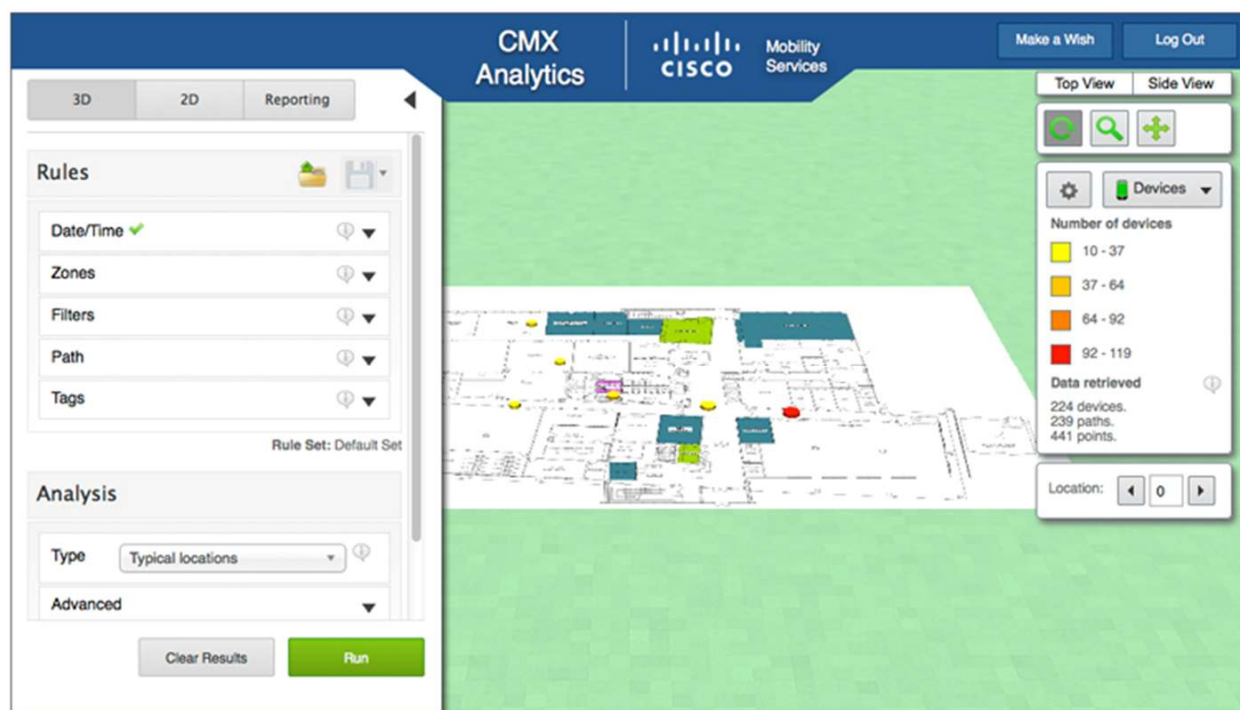 CMX
Analytics
CISCO
Mobility
Services
Make a Wish
Log Out
3D
2D
Reporting
Rules
Date/Time
Zones
Filters
Path
Tags
Rule Set: Default Set
Analysis
Type
Typical locations
Advanced
Clear Results
Run
Top View
Side View
Devices
Number of devices
10 - 37
37 - 64
64 - 92
92 - 119
Data retrieved
224 devices.
239 paths.
441 points.
Location:
0